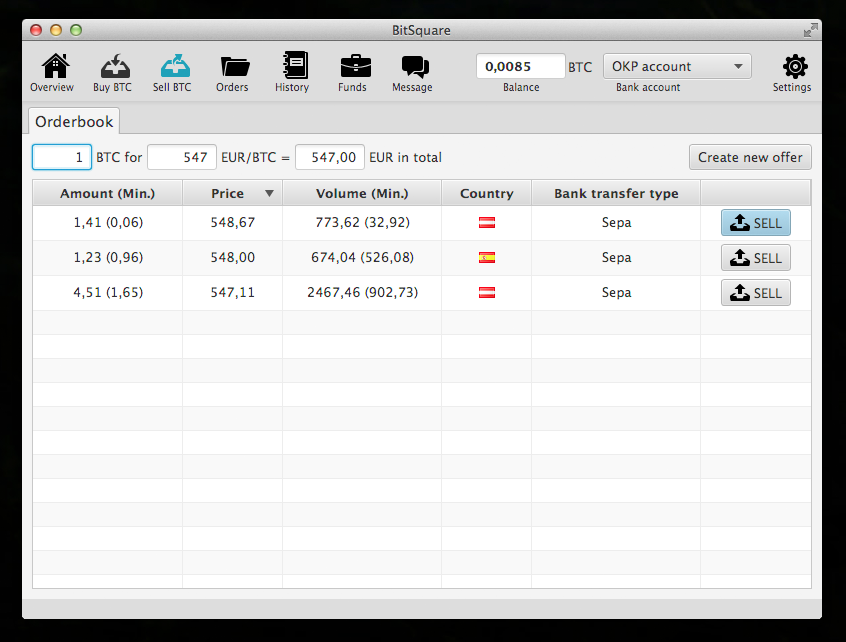 BitSquare
Overview Buy BTC Sell BTC Orders History Funds Message 0,0085 BTC Balance OKP account Bank account Settings
Orderbook
1 BTC for 547 EUR/BTC = 547,00 EUR in total Create new offer
Amount (Min.) Price Volume (Min.) Country Bank transfer type
1,41 (0,06) 548,67 773,62 (32,92) Sepa SELL
1,23 (0,96) 548,00 674,04 (526,08) Sepa SELL
4,51 (1,65) 547,11 2467,46 (902,73) Sepa SELL